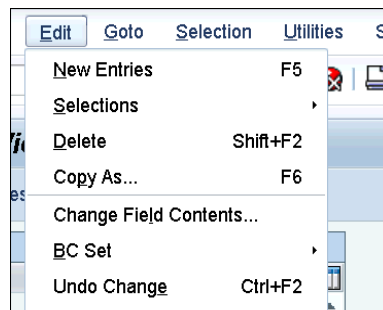 Edit Goto Selection Utilities S
New Entries F5
Selections
Delete Shift+F2
Copy As... F6
Change Field Contents...
BC Set
Undo Change Ctrl+F2